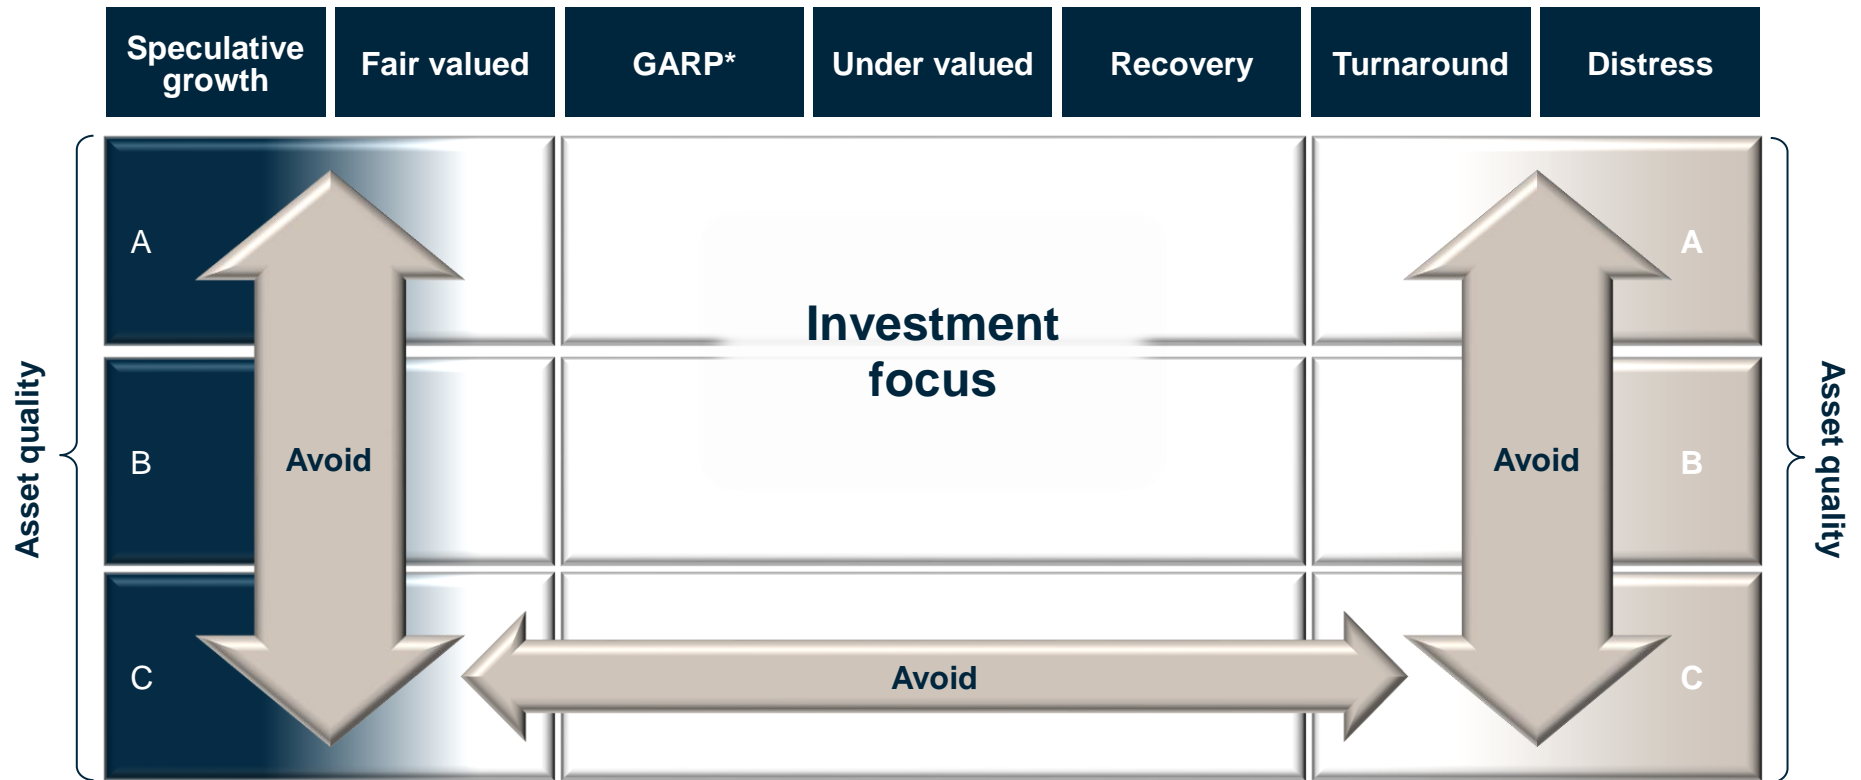 Speculative
growth
Fair valued
GARP*
Under valued
Recovery
Turnaround
Distress
Asset quality
A
A
Investment
focus
B
Avoid
Avoid
B
C
Avoid
C
Asset quality